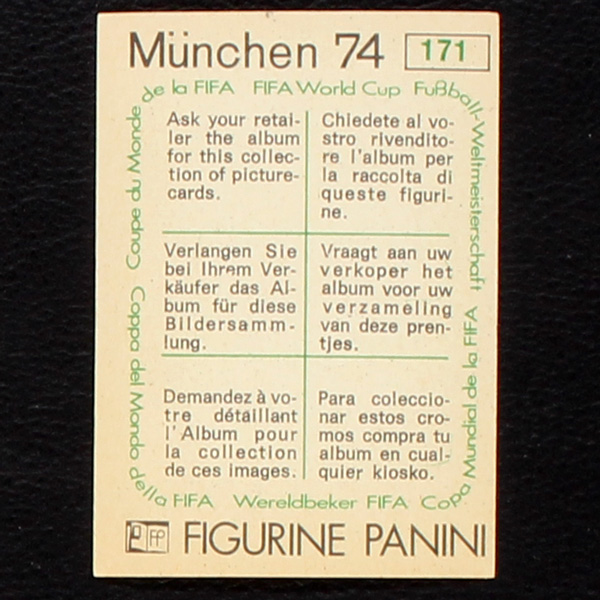 München 74 171
Coupe du Monde de la FIFA FIFA World Cup Fußball-Weltmeisterschaft
Ask your retai-
ler the album
for this collec-
tion of picture-
cards.
Chiedete al vo-
stro rivendito-
re l'album per
la raccolta di
queste figuri-
ne.
Verlangen Sie
bei Ihrem Ver-
käufer das Al-
bum für diese
Bildersamm-
lung.
Vraagt aan uw
verkoper het
album voor uw
verzameling
van deze pren-
tjes.
Demandez à vo-
tre détaillant
l'Album pour
la collection
de ces images.
Para coleccio-
nar estos cro-
mos compra tu
album en cual-
quier kiosko.
Coppa del Mondo della FIFA Wereldbeker FIFA Copa Mundial de la FIFA
FP FIGURINE PANINI